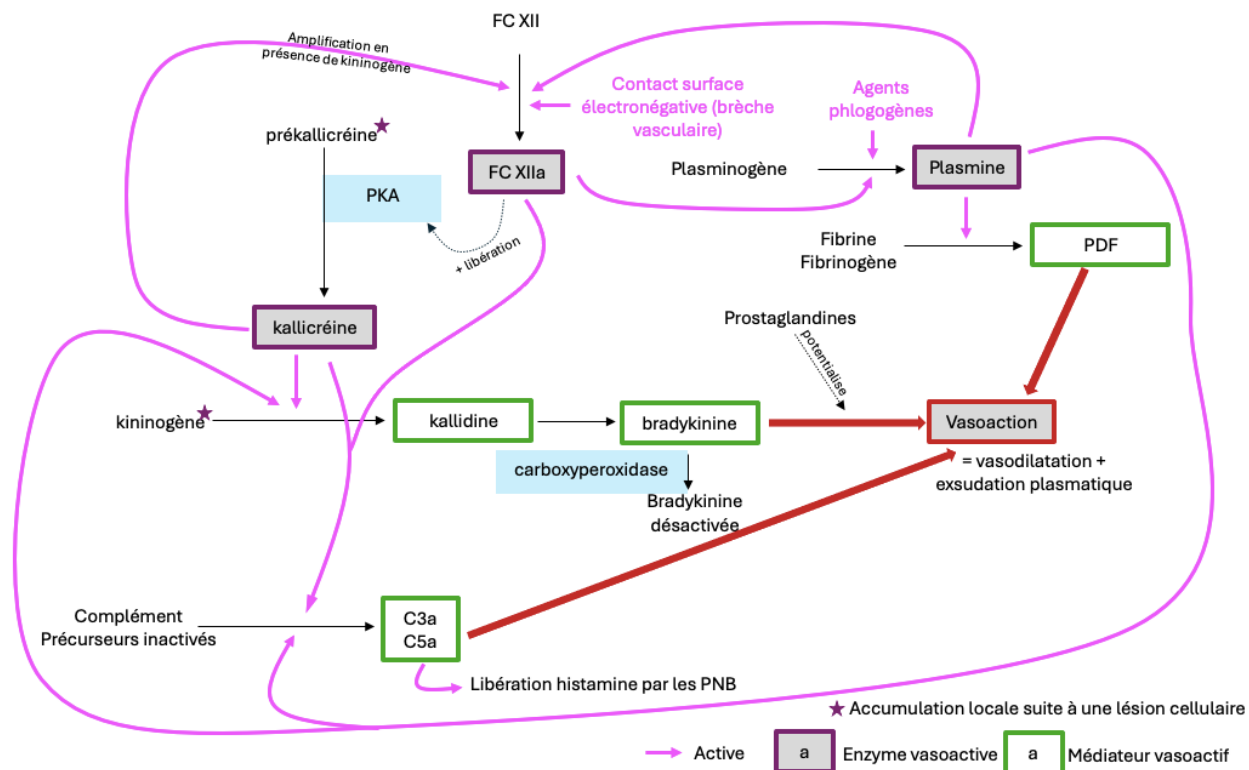 FC XII
Amplification en
présence de kininogène
Contact surface
électronégative (brèche
vasculaire)
Agents
phlogogènes
prékallicréine
Plasminogène
Plasmine
FC XIIa
PKA
+ libération
Fibrine
Fibrinogène
PDF
kallicréine
Prostaglandines
potentialise
kininogène
kallidine
bradykinine
Vasoaction
= vasodilatation +
exsudation plasmatique
carboxyperoxidase
Bradykinine
désactivée
Complément
Précurseurs inactivés
C3a
C5a
Libération histamine par les PNB
Accumulation locale suite à une lésion cellulaire
Active
a
Enzyme vasoactive
a
Médiateur vasoactif